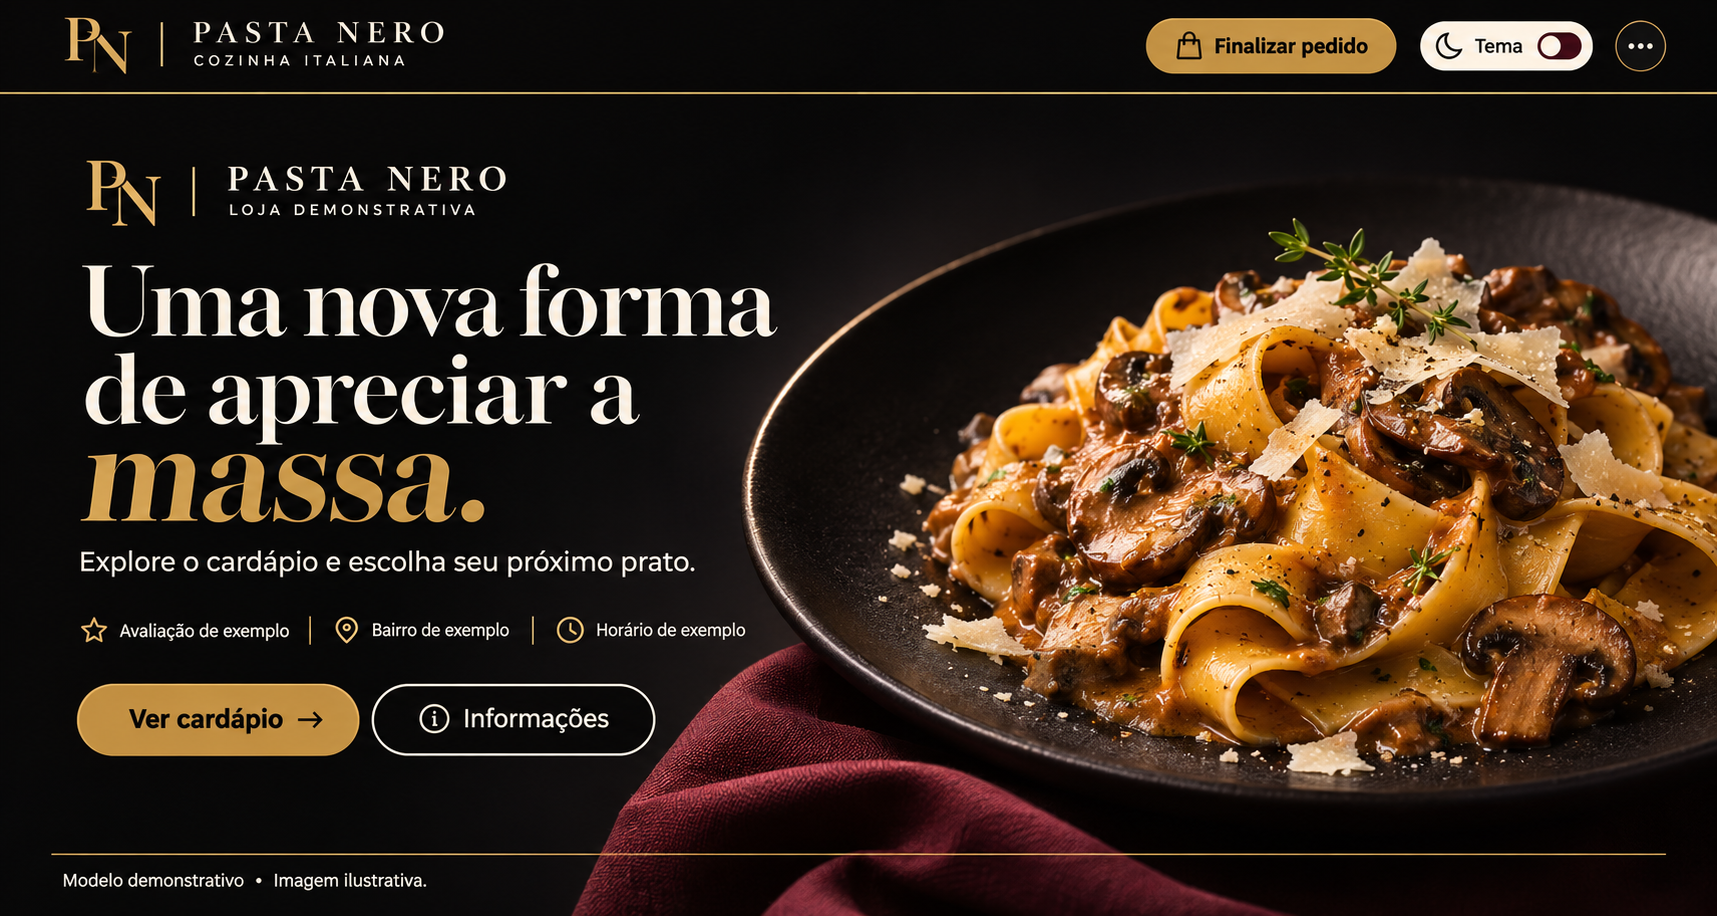 PN
PASTA NERO
COZINHA ITALIANA
Finalizar pedido
Tema
PN
PASTA NERO
LOJA DEMONSTRATIVA
Uma nova forma
de apreciar a
massa.
Explore o cardápio e escolha seu próximo prato.
Avaliação de exemplo
Bairro de exemplo
Horário de exemplo
Ver cardápio →
Informações
Modelo demonstrativo • Imagem ilustrativa.